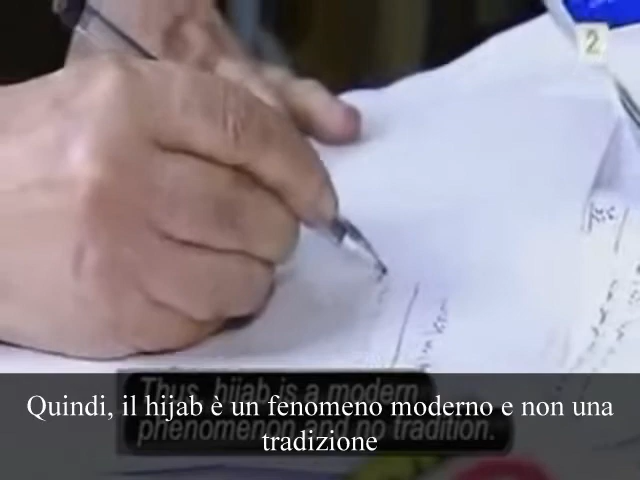 2
Thus, hijab is a modern
phenomenon and no tradition.
Quindi, il hijab è un fenomeno moderno e non una
tradizione